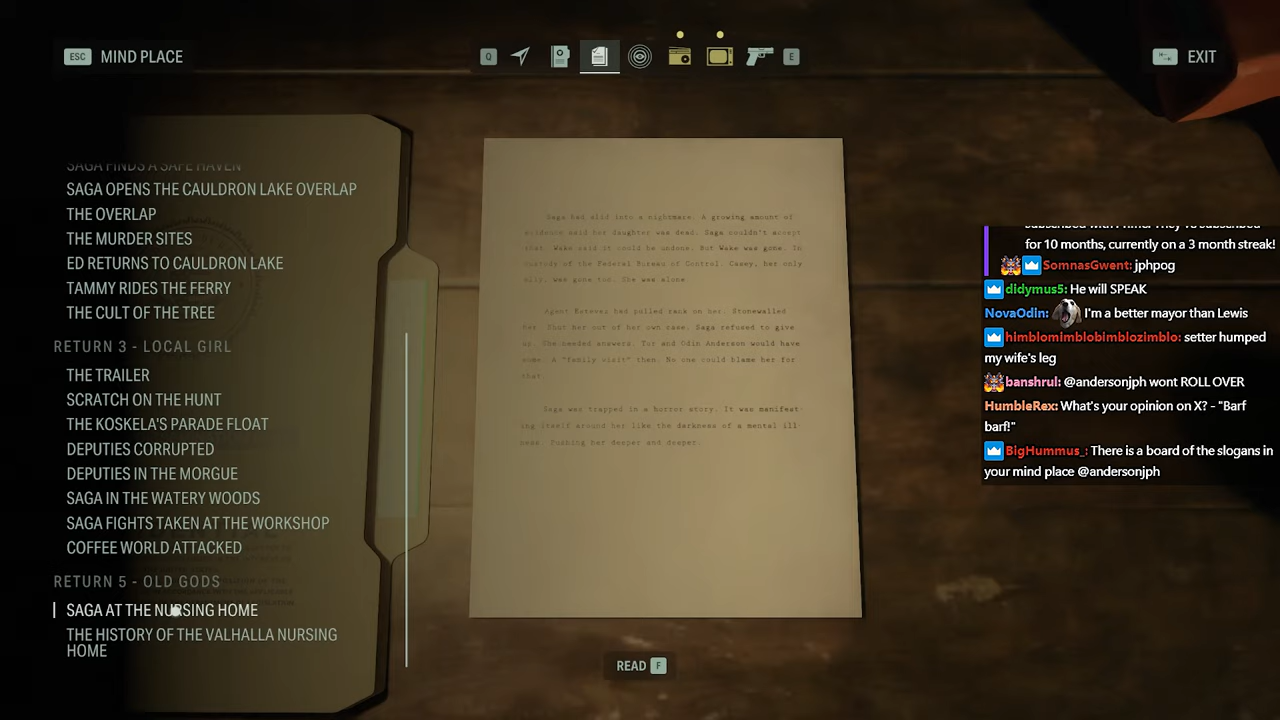 ESC MIND PLACE
Q
E
EXIT
SAGA FINDS A SAFE HAVEN
SAGA OPENS THE CAULDRON LAKE OVERLAP
THE OVERLAP
THE MURDER SITES
ED RETURNS TO CAULDRON LAKE
TAMMY RIDES THE FERRY
THE CULT OF THE TREE
RETURN 3 - LOCAL GIRL
THE TRAILER
SCRATCH ON THE HUNT
THE KOSKELA'S PARADE FLOAT
DEPUTIES CORRUPTED
DEPUTIES IN THE MORGUE
SAGA IN THE WATERY WOODS
SAGA FIGHTS TAKEN AT THE WORKSHOP
COFFEE WORLD ATTACKED
RETURN 5 - OLD GODS
SAGA AT THE NURSING HOME
THE HISTORY OF THE VALHALLA NURSING
HOME
Saga had slid into a nightmare. A growing amount of
evidence said her daughter was dead. Saga couldn't accept
that. Wake said it could be undone. But Wake was gone. In
custody of the Federal Bureau of Control. Casey, her only
ally, was gone too. She was alone.
Agent Estevez had pulled rank on her. Stonewalled
her. Shut her out of her own case. Saga refused to give
up. She needed answers. Tor and Odin Anderson would have
some. A "family visit" then. No one could blame her for
that.
Saga was trapped in a horror story. It was manifest-
ing itself around her like the darkness of a mental ill-
ness. Pushing her deeper and deeper.
READ F
for 10 months, currently on a 3 month streak!
SomnasGwent: jphpog
didymus5: He will SPEAK
NovaOdin: I'm a better mayor than Lewis
himblomimblobimblozimblo: setter humped
my wife's leg
banshrul: @andersonjph wont ROLL OVER
HumbleRex: What's your opinion on X? - "Barf
barf!"
BigHummus_: There is a board of the slogans in
your mind place @andersonjph